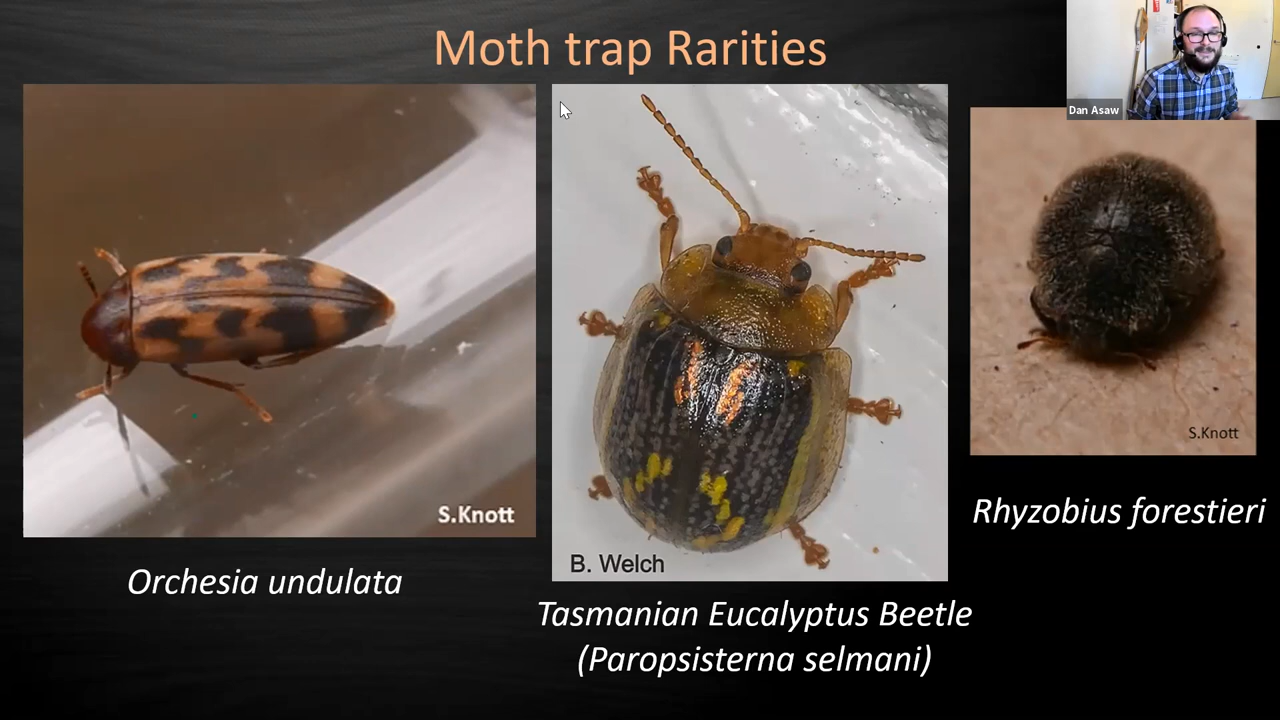 Moth trap Rarities
Dan Asaw
S.Knott
Orchesia undulata
B. Welch
Tasmanian Eucalyptus Beetle
(Paropsisterna selmani)
S.Knott
Rhyzobius forestieri